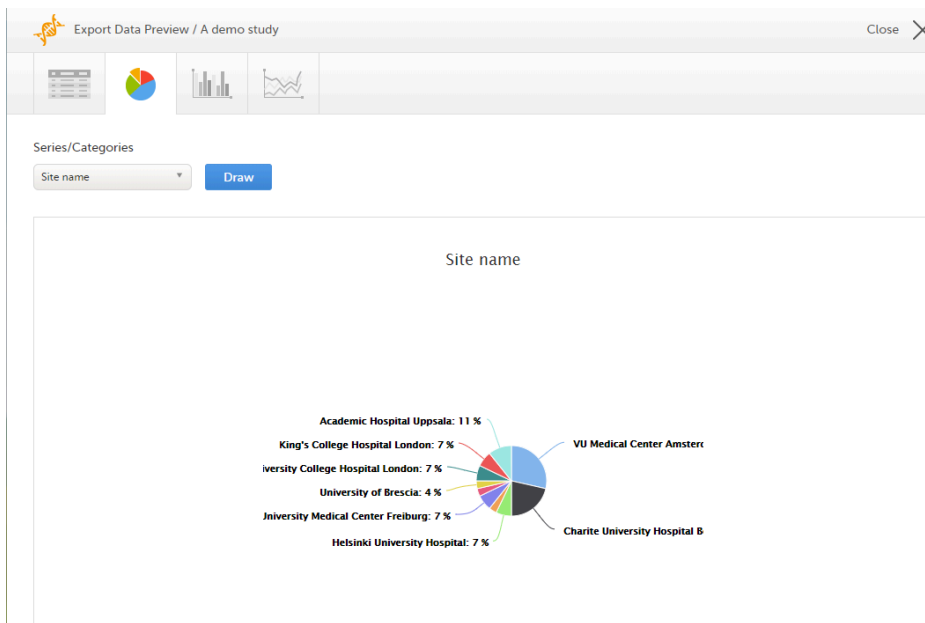 Export Data Preview / A demo study
Close
Series/Categories
Site name
Draw
Site name
Academic Hospital Uppsala: 11 %
King's College Hospital London: 7 %
iversity College Hospital London: 7 %
University of Brescia: 4 %
University Medical Center Freiburg: 7 %
Helsinki University Hospital: 7 %
VU Medical Center Amster
Charite University Hospital B